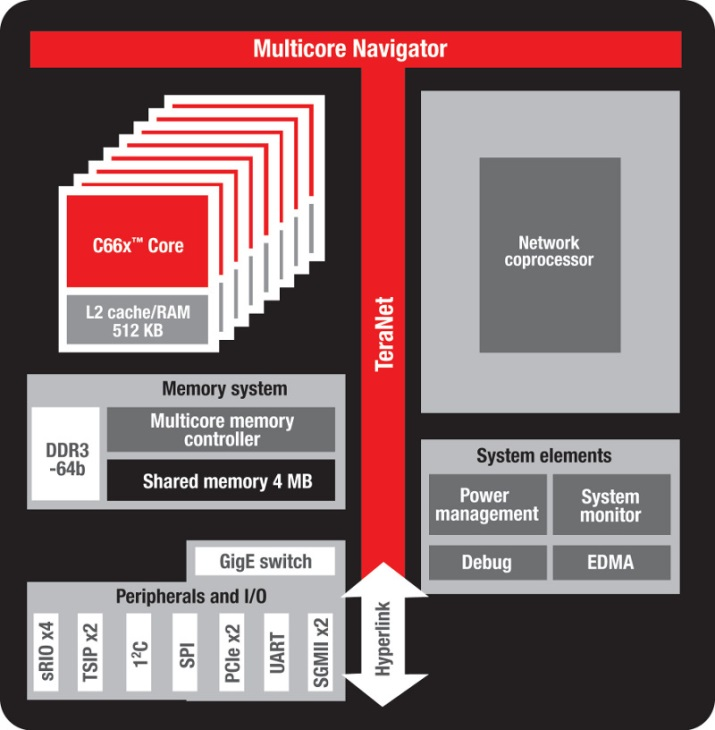 Multicore Navigator
C66x™ Core
L2 cache/RAM
512 KB
TeraNet
Network
coprocessor
Memory system
DDR3
-64b
Multicore memory
controller
Shared memory 4 MB
System elements
Power
management
System
monitor
Debug
EDMA
GigE switch
Peripherals and I/O
sRIO x4
TSIP x2
1²C
SPI
PCIe x2
UART
SGMII x2
Hyperlink